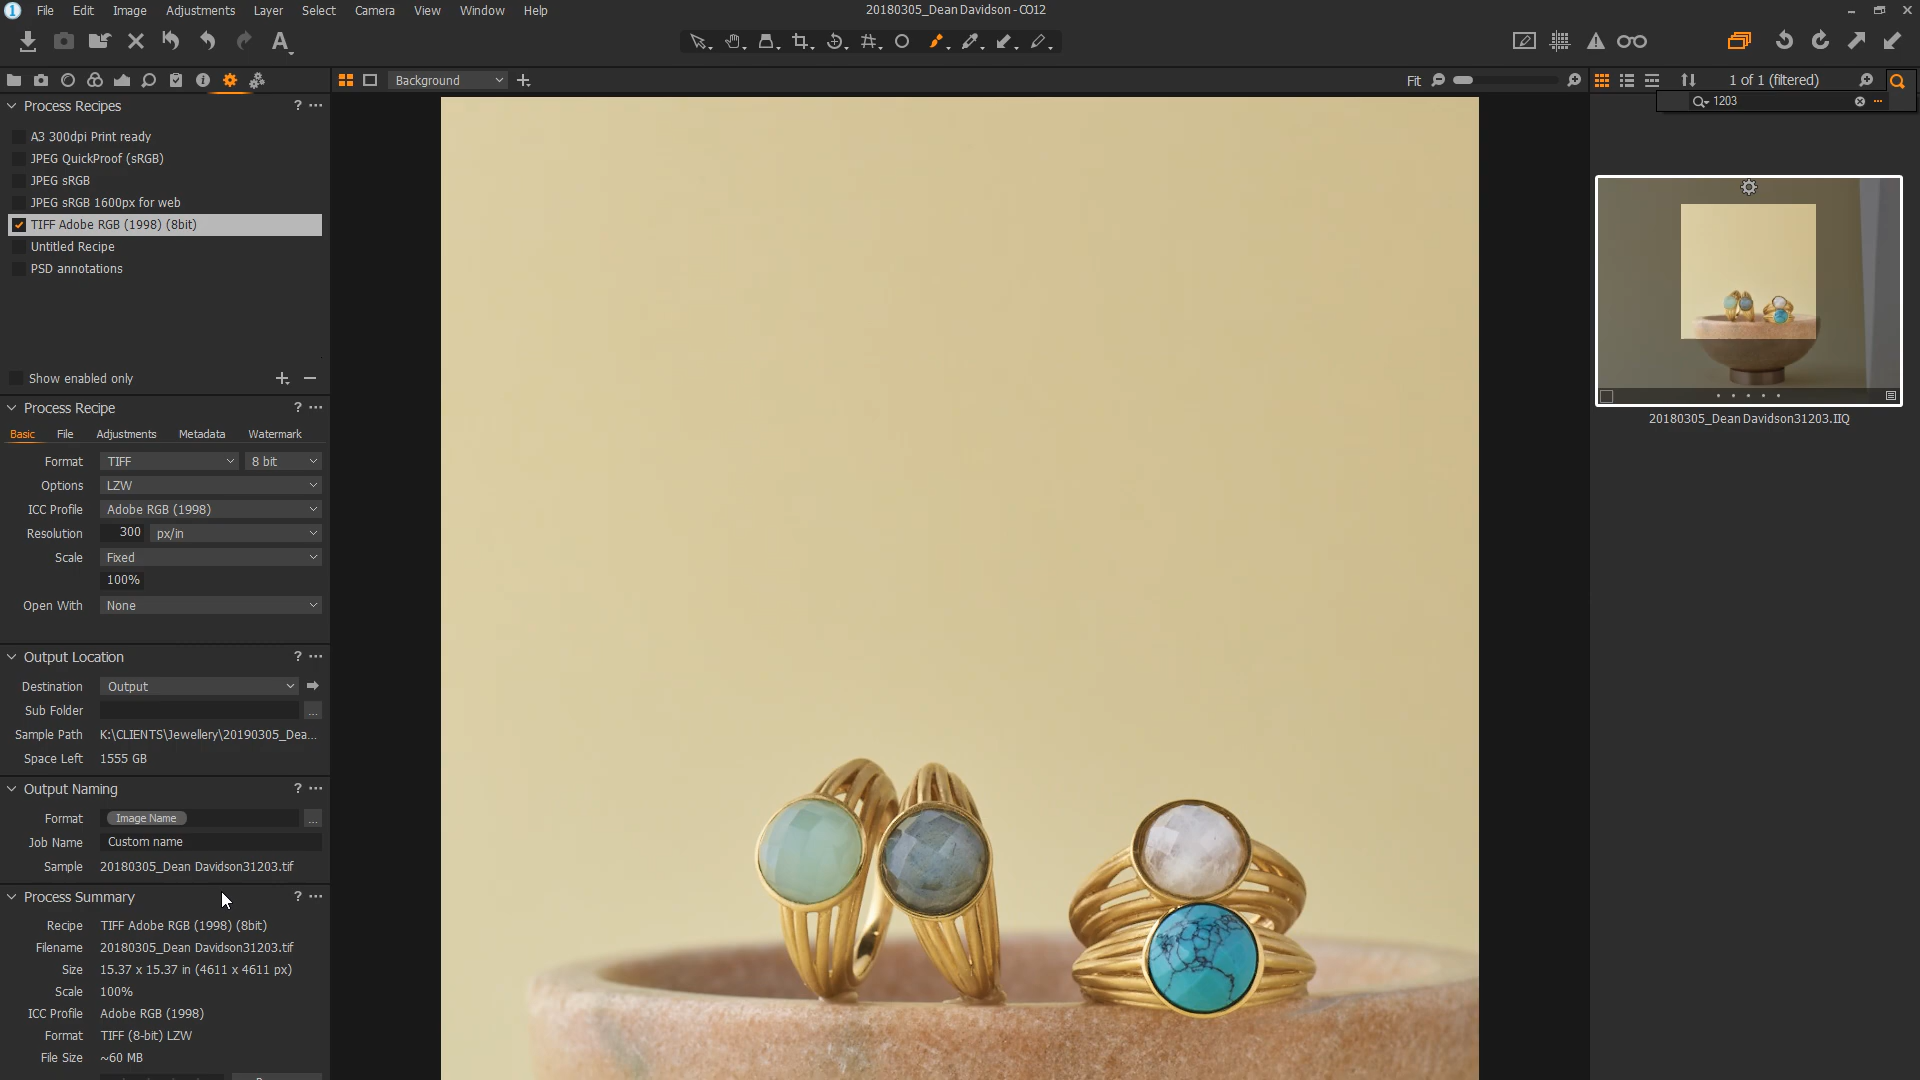 File Edit Image Adjustments Layer Select Camera View Window Help
20180305_Dean Davidson - CO12
Background
Fit
1 of 1 (filtered)
1203
Process Recipes
A3 300dpi Print ready
JPEG QuickProof (sRGB)
JPEG sRGB
JPEG sRGB 1600px for web
TIFF Adobe RGB (1998) (8bit)
Untitled Recipe
PSD annotations
Show enabled only
Process Recipe
Basic File Adjustments Metadata Watermark
Format TIFF 8 bit
Options LZW
ICC Profile Adobe RGB (1998)
Resolution 300 px/in
Scale Fixed
100%
Open With None
Output Location
Destination Output
Sub Folder
Sample Path K:\CLIENTS\Jewellery\20190305_Dea...
Space Left 1555 GB
Output Naming
Format Image Name
Job Name Custom name
Sample 20180305_Dean Davidson31203.tif
Process Summary
Recipe TIFF Adobe RGB (1998) (8bit)
Filename 20180305_Dean Davidson31203.tif
Size 15.37 x 15.37 in (4611 x 4611 px)
Scale 100%
ICC Profile Adobe RGB (1998)
Format TIFF (8-bit) LZW
File Size ~60 MB
20180305_Dean Davidson31203.IIQ